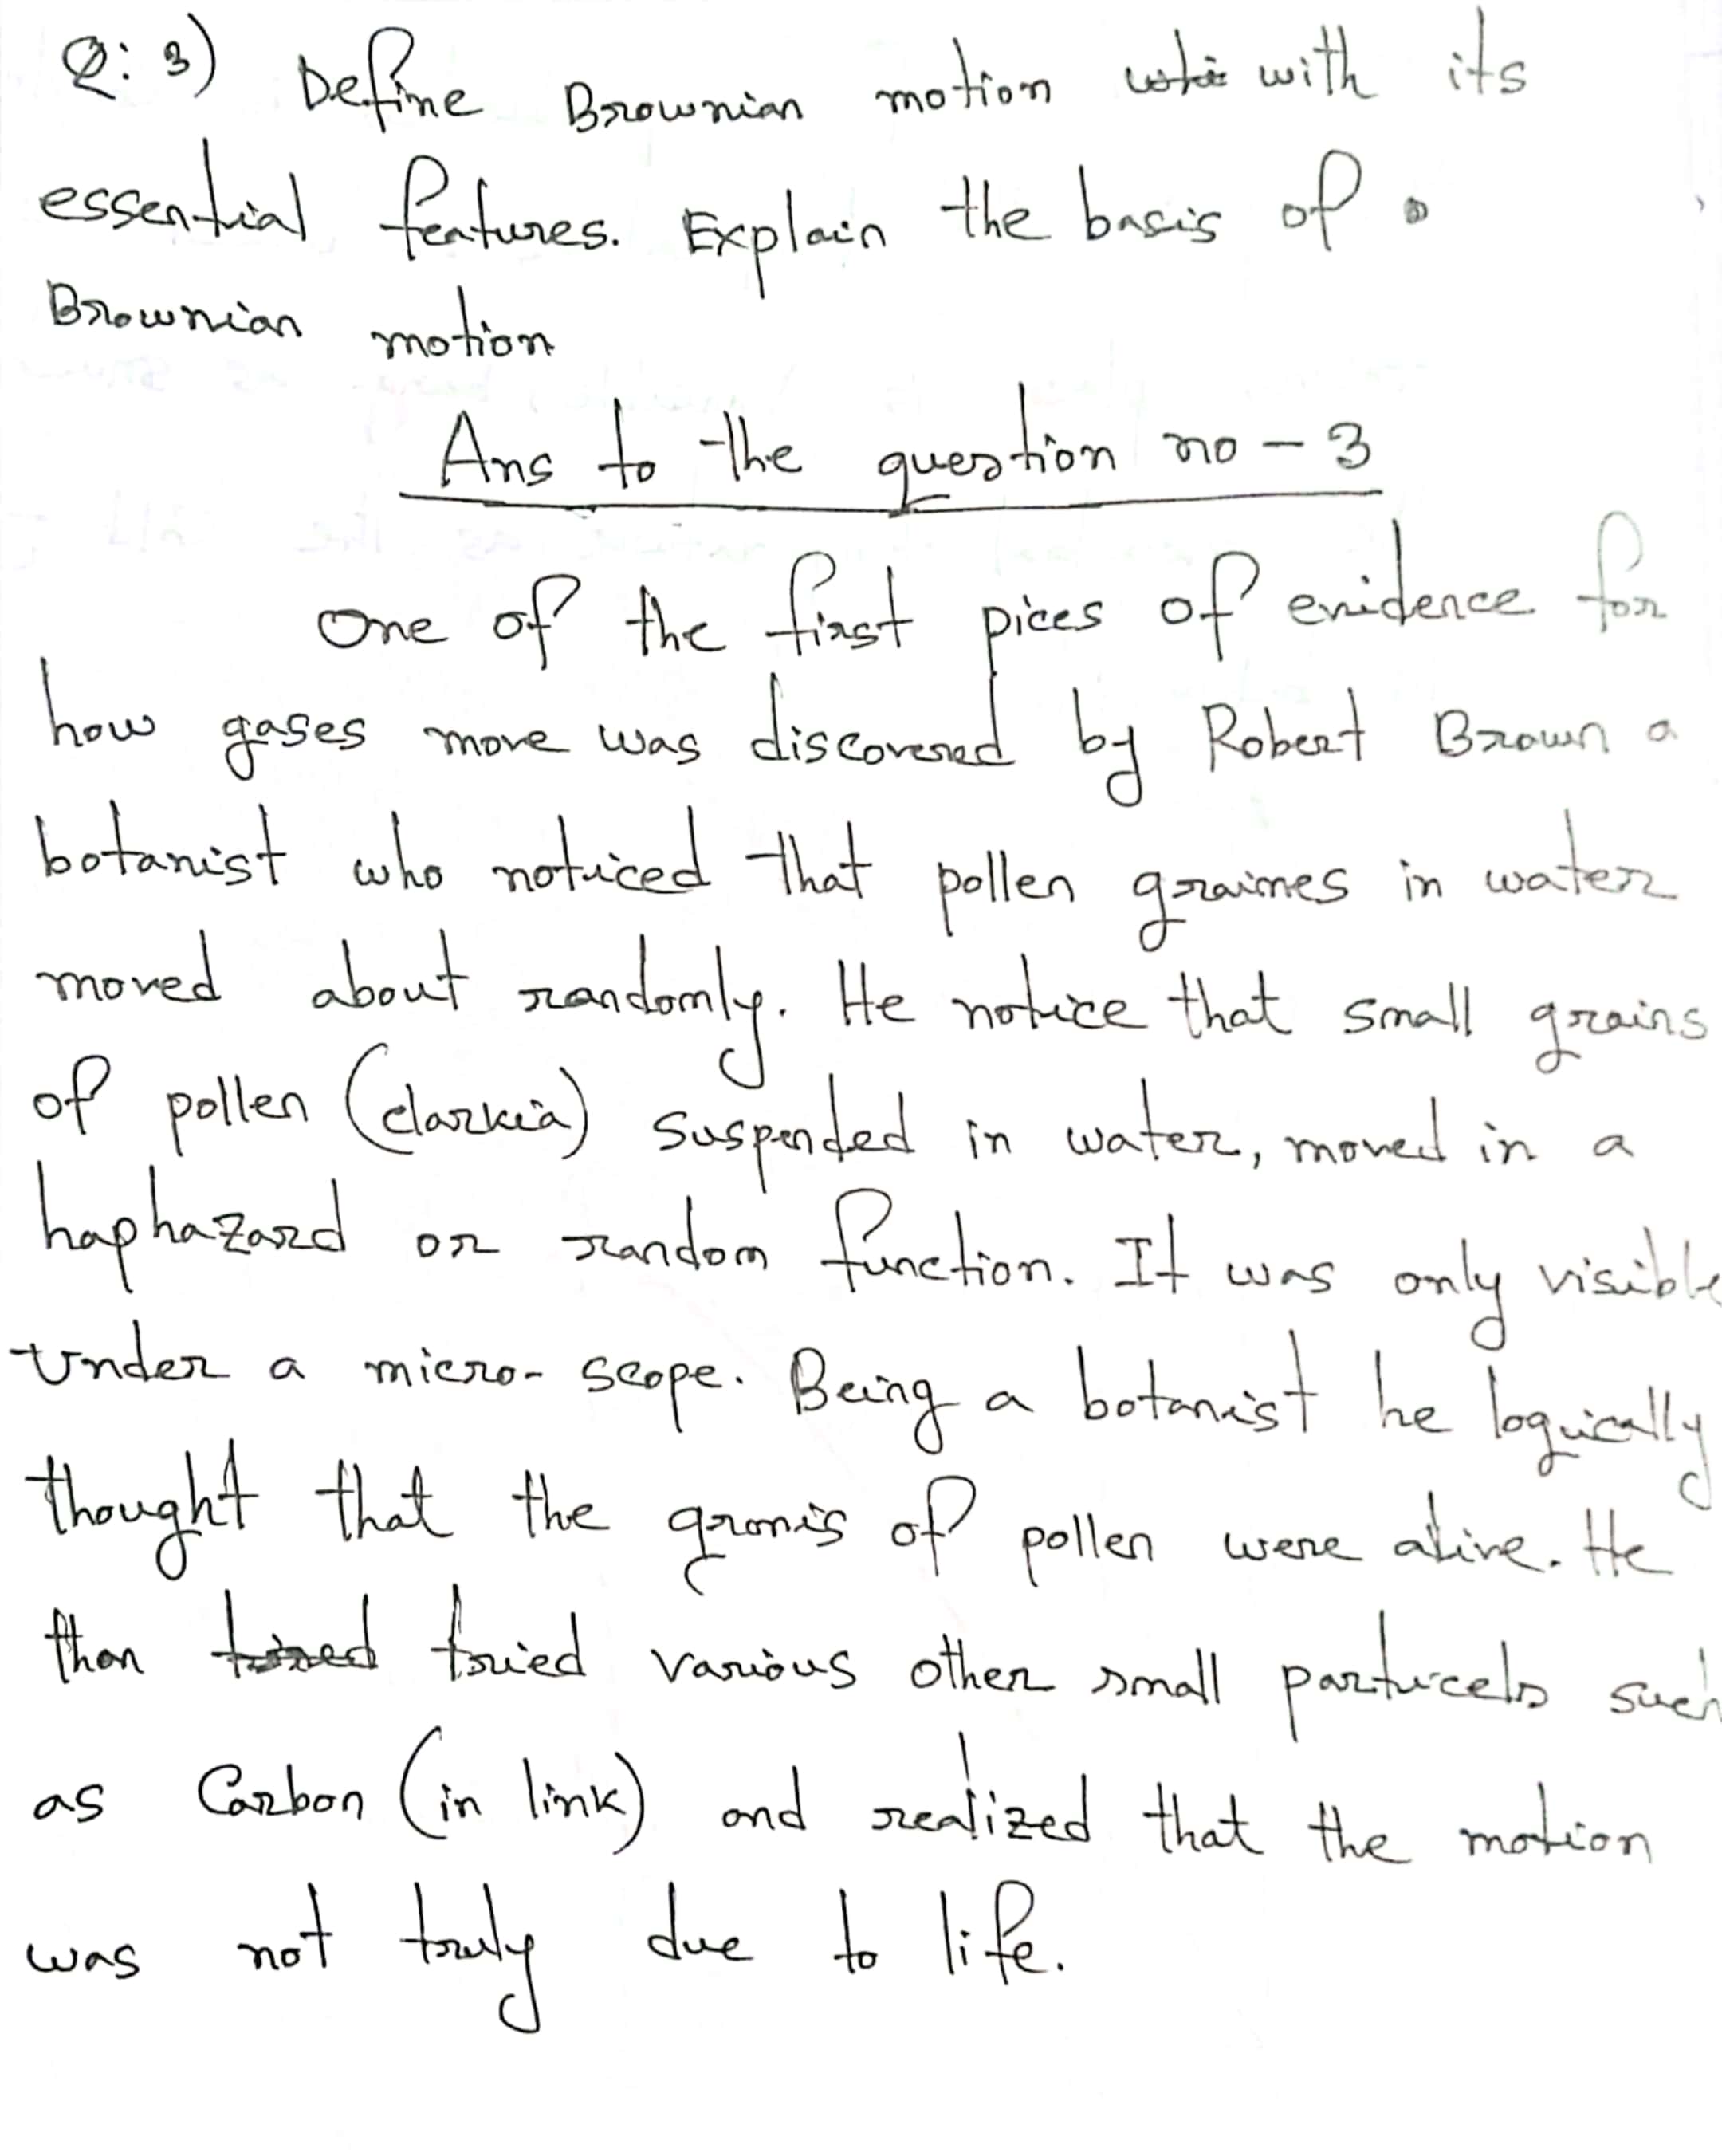 Q: 3) Define Brownian motion with its
essential features. Explain the basis of
Brownian motion
Ans to the question no - 3
One of the first pices of evidence for
how gases move was discovered by Robert Brown a
botanist who noticed that pollen graines in water
moved about randomly. He notice that small grains
of pollen (clarkia) suspended in water, moved in a
haphazard or random function. It was only visible
under a micro- scope. Being a botanist he logically
thought that the granis of pollen were alive. He
than tried various other small particels such
as Carbon (in link) and realized that the motion
was not truly due to life.